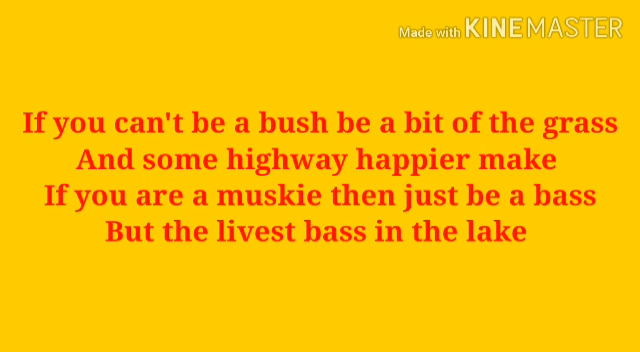 Made with KINEMASTER
If you can't be a bush be a bit of the grass
And some highway happier make
If you are a muskie then just be a bass
But the livest bass in the lake